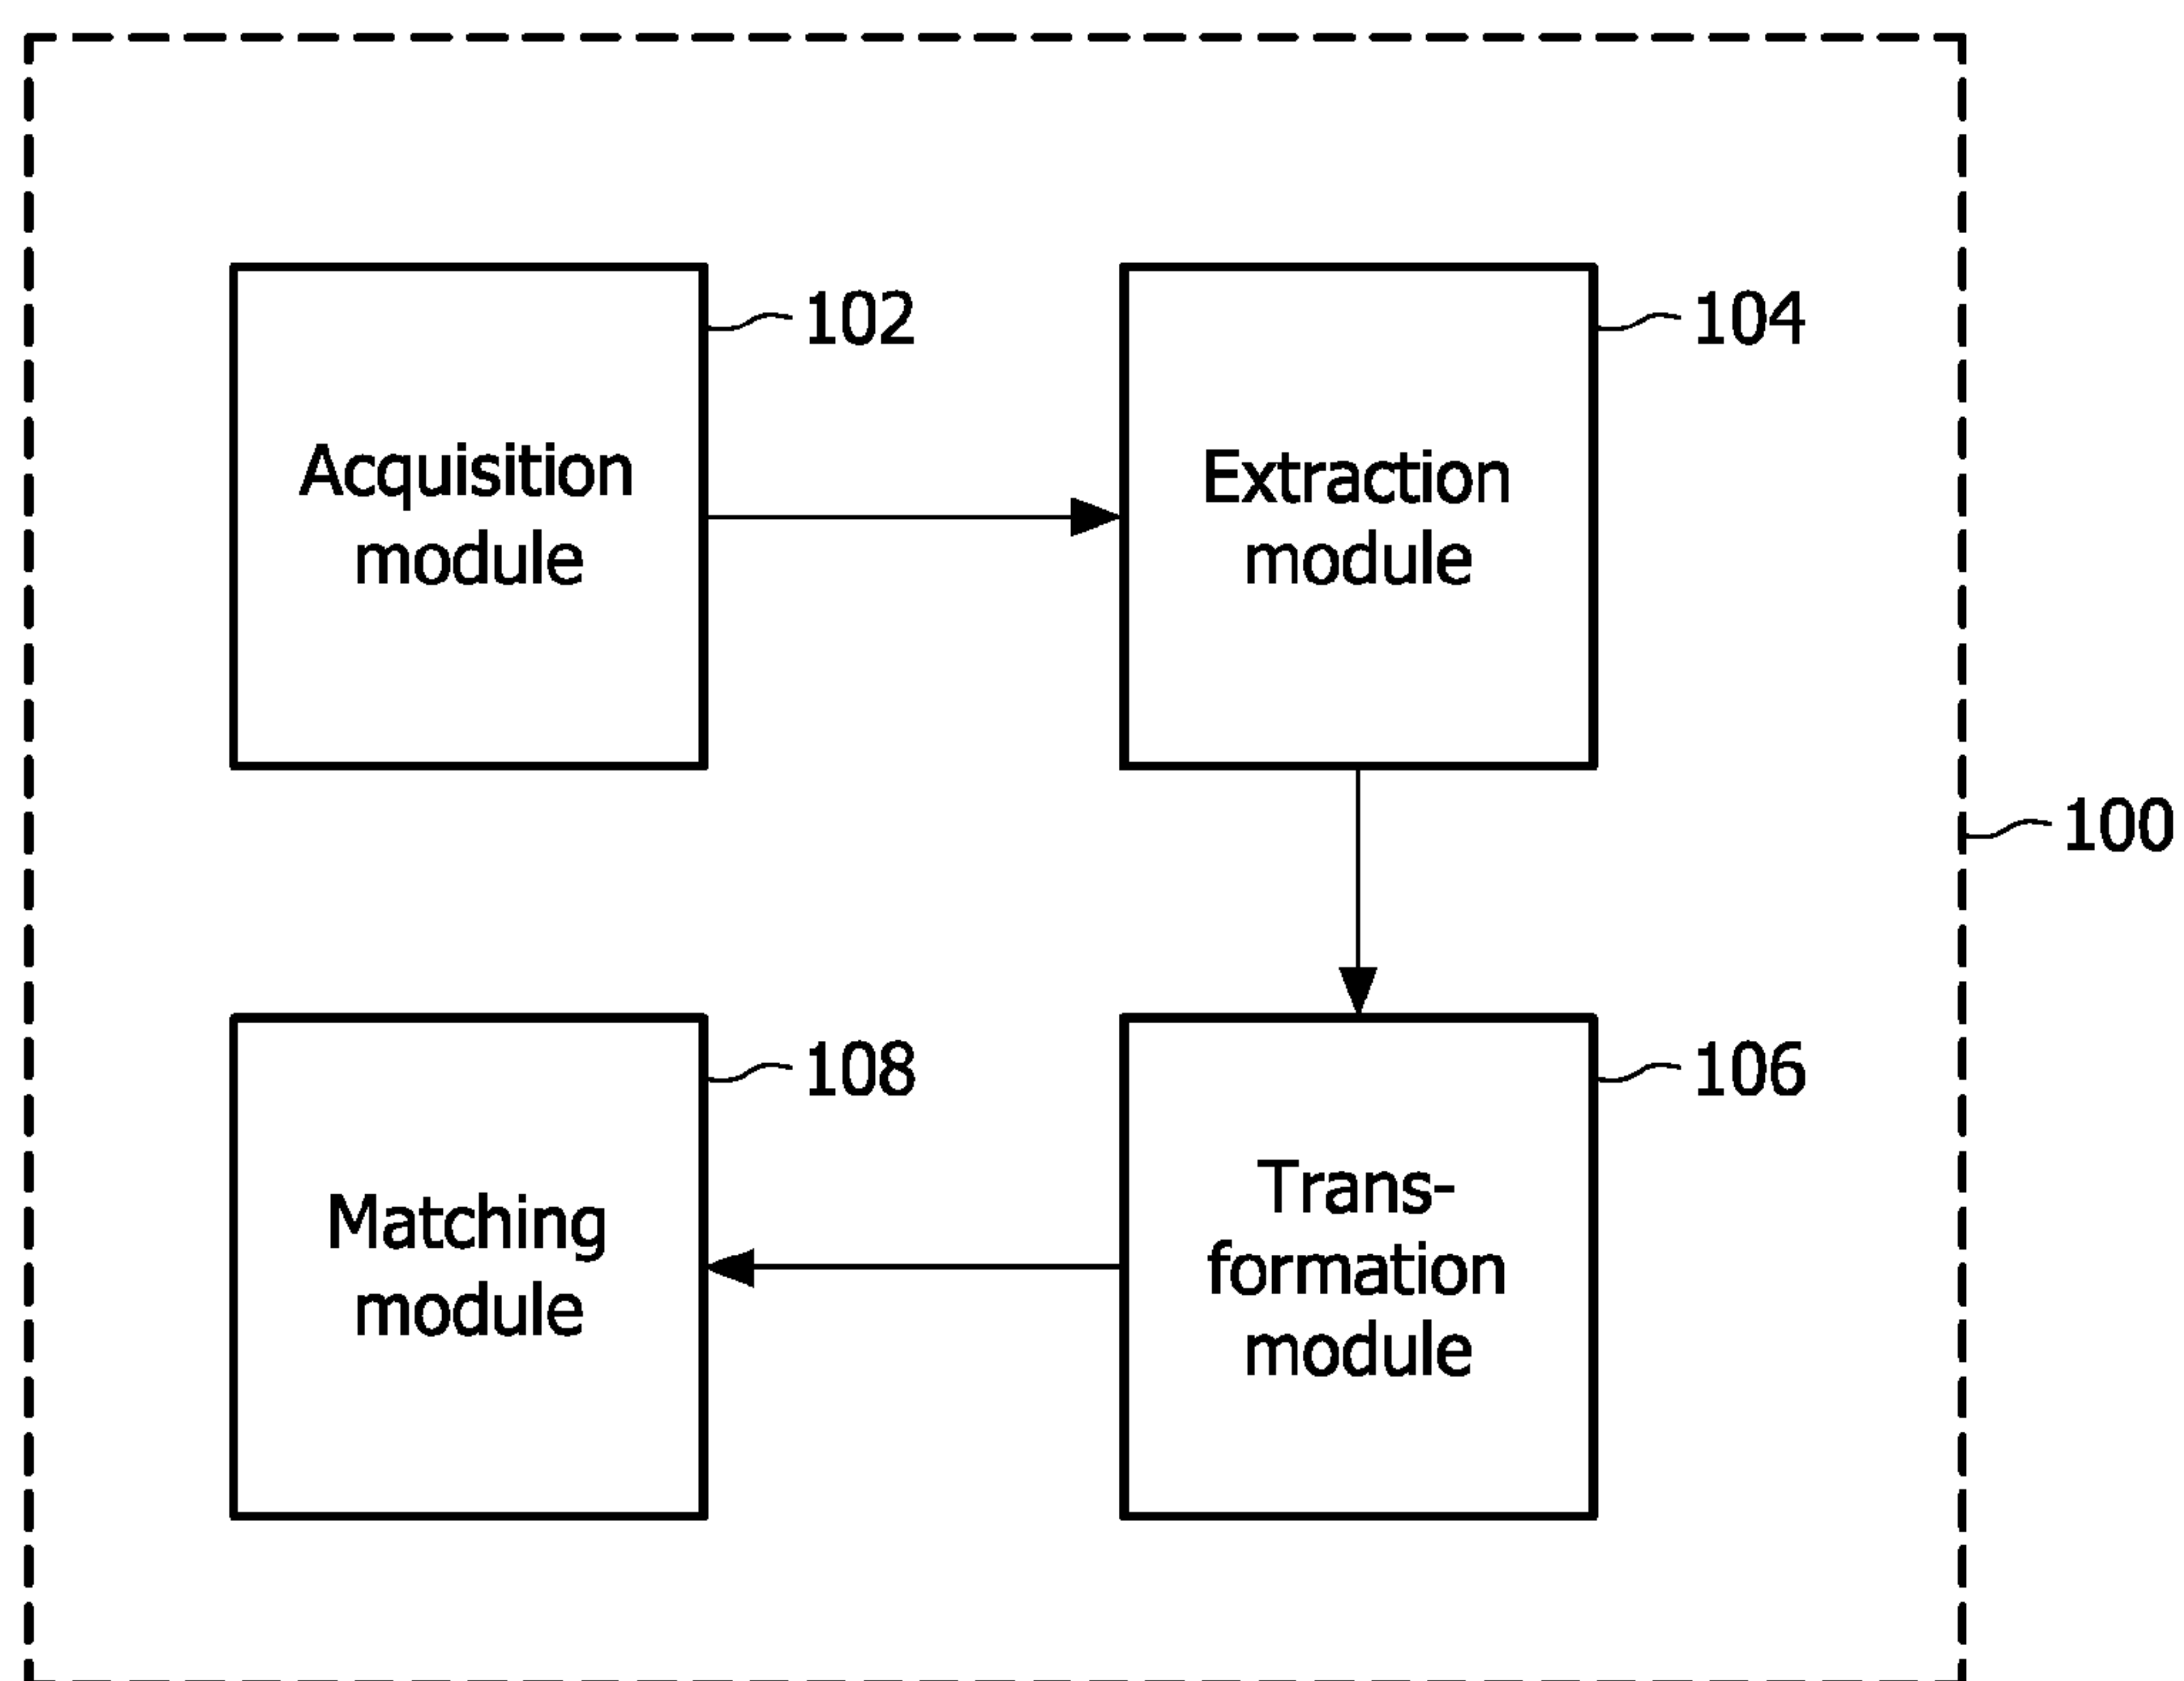 102
Acquisition
module
104
Extraction
module
100
108
Matching
module
106
Trans-
formation
module